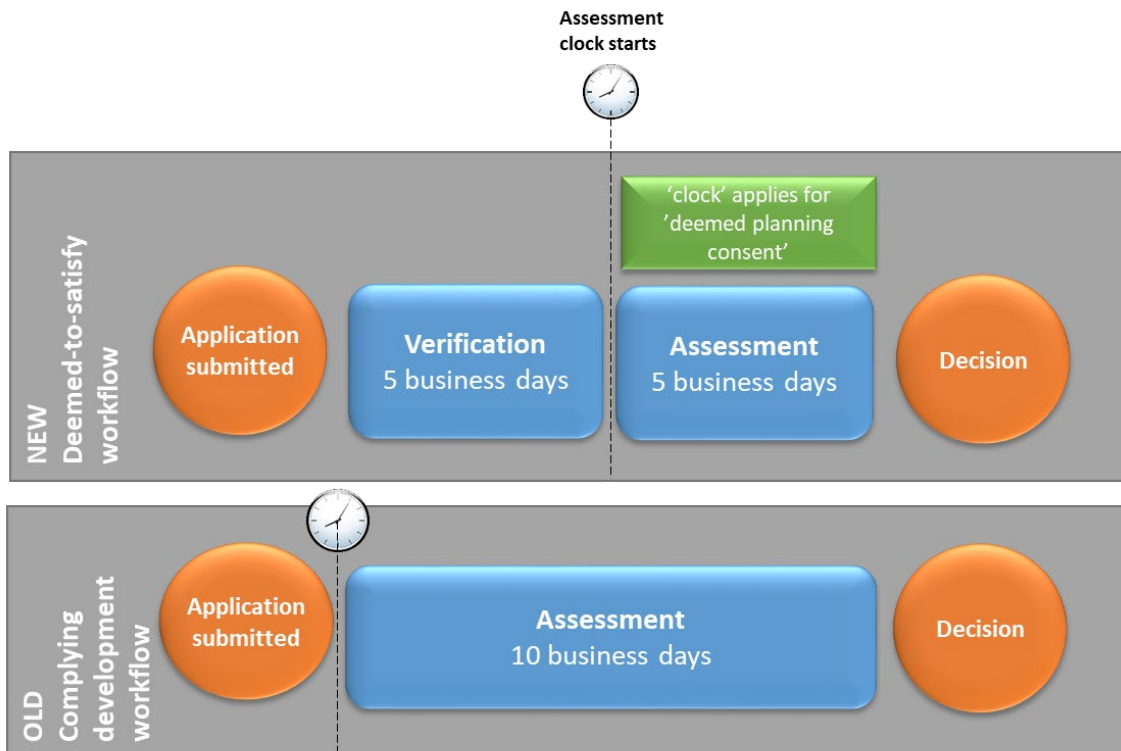 Assessment
clock starts
NEW
Deemed-to-satisfy
workflow
Application
submitted
Verification
5 business days
‘clock’ applies for
’deemed planning
consent’
Assessment
5 business days
Decision
OLD
Complying
development
workflow
Application
submitted
Assessment
10 business days
Decision